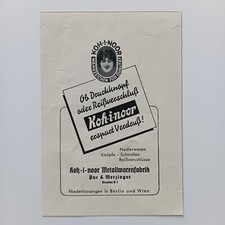 KOH-I-NOOR
Ob Druckknopf
oder Reißverschluß
Koh-i-noor
erspart Verdruß!
Nadlerwaren
Knöpfe - Schnallen
Reißverschlüsse
Koh-i-noor Metallwarenfabrik
Niederlassungen in Berlin und Wien